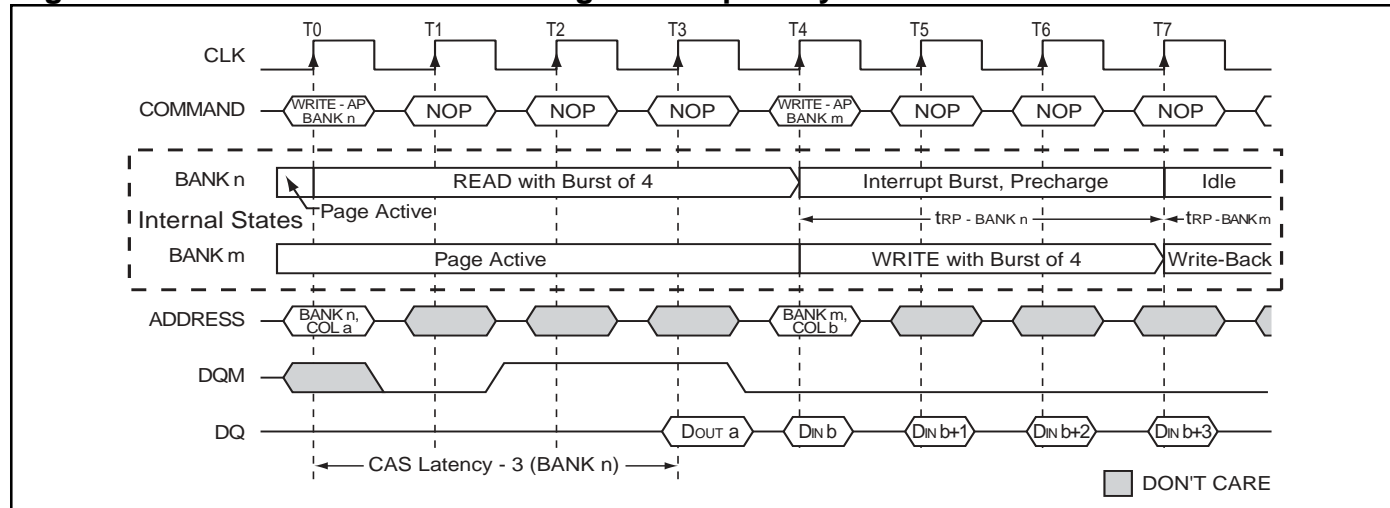 T0 T1 T2 T3 T4 T5 T6 T7
CLK
COMMAND WRITE - AP BANK n NOP NOP NOP WRITE - AP BANK m NOP NOP NOP
BANK n READ with Burst of 4 Interrupt Burst, Precharge Idle
Internal States Page Active tRP - BANK n tRP - BANK m
BANK m Page Active WRITE with Burst of 4 Write-Back
ADDRESS BANK n, COL a BANK m, COL b
DQM
DQ DOUT a DIN b DIN b+1 DIN b+2 DIN b+3
CAS Latency - 3 (BANK n)
DON'T CARE